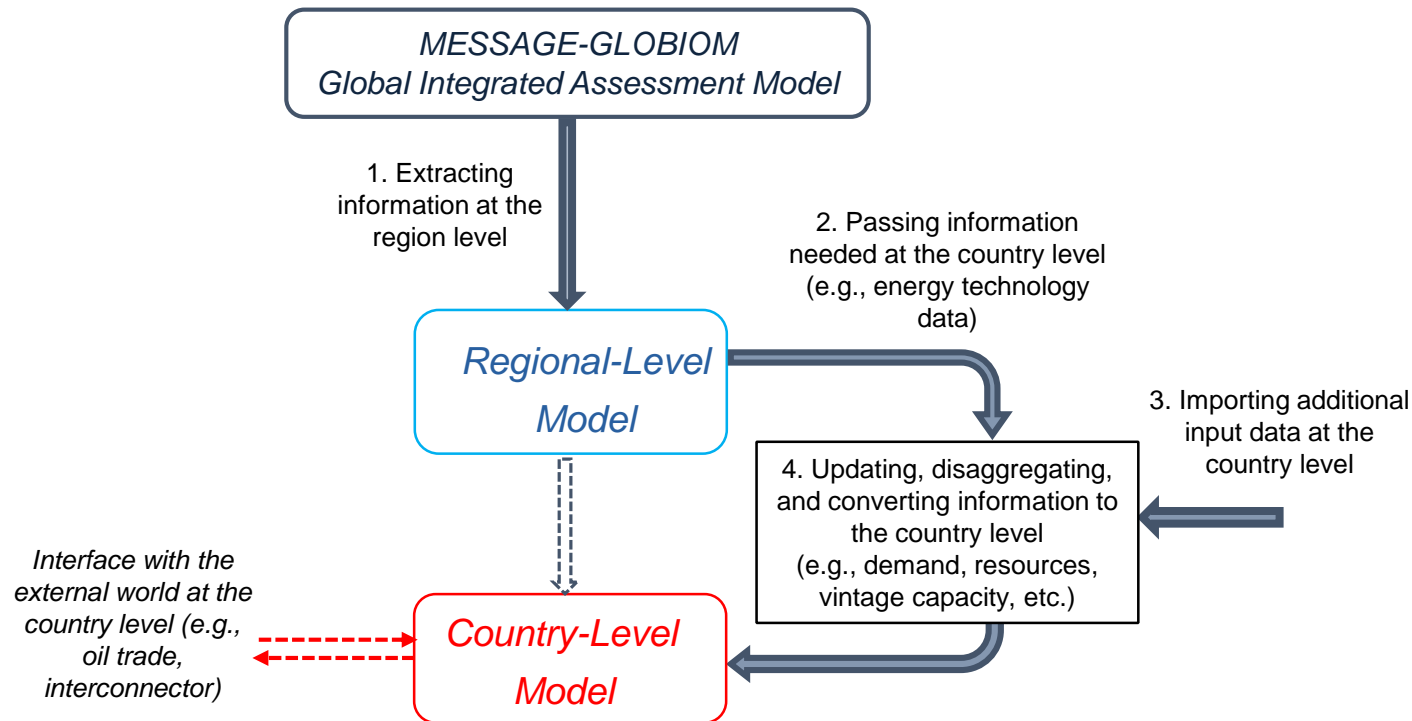 MESSAGE-GLOBIOM
Global Integrated Assessment Model
1. Extracting
information at the
region level
2. Passing information
needed at the country level
(e.g., energy technology
data)
Regional-Level
Model
3. Importing additional
input data at the
country level
4. Updating, disaggregating,
and converting information to
the country level
(e.g., demand, resources,
vintage capacity, etc.)
Interface with the
external world at the
country level (e.g.,
oil trade,
interconnector)
Country-Level
Model